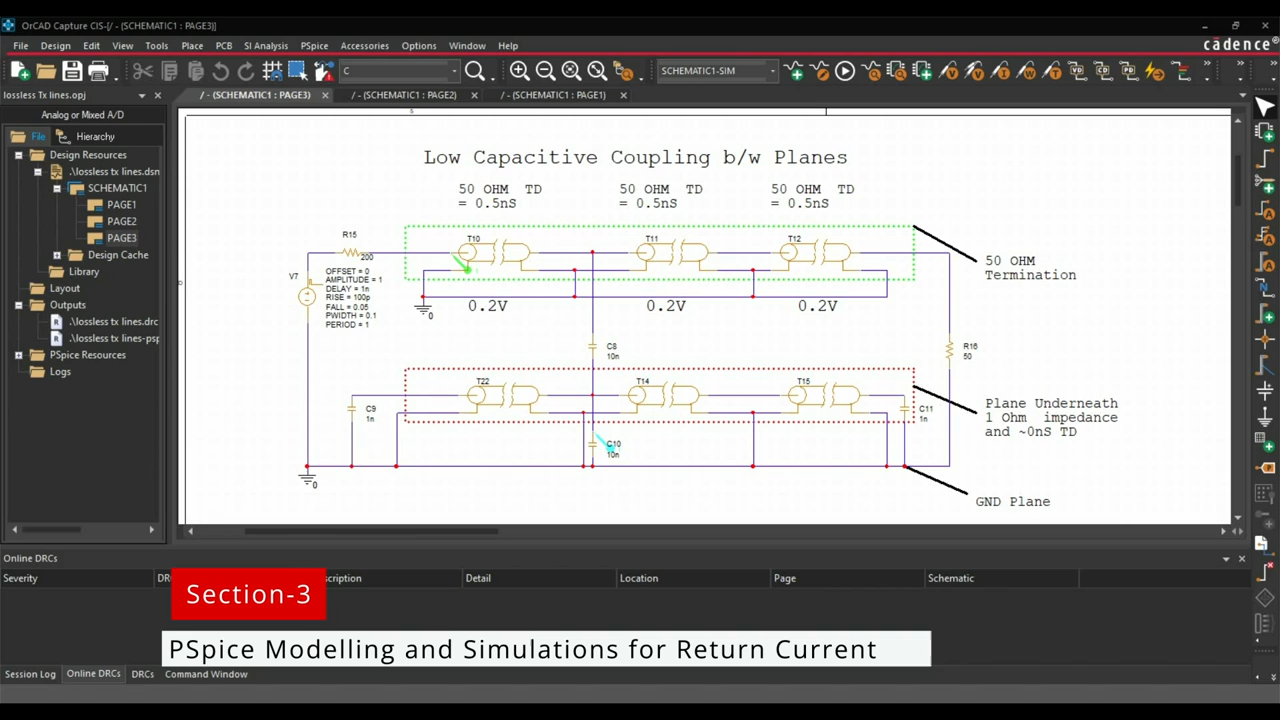 OrCAD Capture CIS-[/ - (SCHEMATIC1 : PAGE3)]
File Design Edit View Tools Place PCB SI Analysis PSpice Accessories Options Window Help
cādence
C
SCHEMATIC1-SIM
lossless Tx lines.opj
/ - (SCHEMATIC1 : PAGE3)
/ - (SCHEMATIC1 : PAGE2)
/ - (SCHEMATIC1 : PAGE1)
Analog or Mixed A/D
File
Hierarchy
Design Resources
.\lossless tx lines.dsn
SCHEMATIC1
PAGE1
PAGE2
PAGE3
Design Cache
Library
Layout
Outputs
.\lossless tx lines.drc
.\lossless tx lines-psp
PSpice Resources
Logs
Low Capacitive Coupling b/w Planes
50 OHM TD
= 0.5nS
50 OHM TD
= 0.5nS
50 OHM TD
= 0.5nS
R15
200
T10
T11
T12
V7
OFFSET = 0
AMPLITUDE = 1
DELAY = 1n
RISE = 100p
FALL = 0.05
PWIDTH = 0.1
PERIOD = 1
0
0.2V
0.2V
0.2V
50 OHM
Termination
C8
10n
R16
50
T22
T14
T15
C9
1n
C11
1n
C10
10n
0
Plane Underneath
1 Ohm impedance
and ~0nS TD
GND Plane
Online DRCs
Severity
Detail
Location
Page
Schematic
Section-3
PSpice Modelling and Simulations for Return Current
Session Log
Online DRCs
DRCs
Command Window